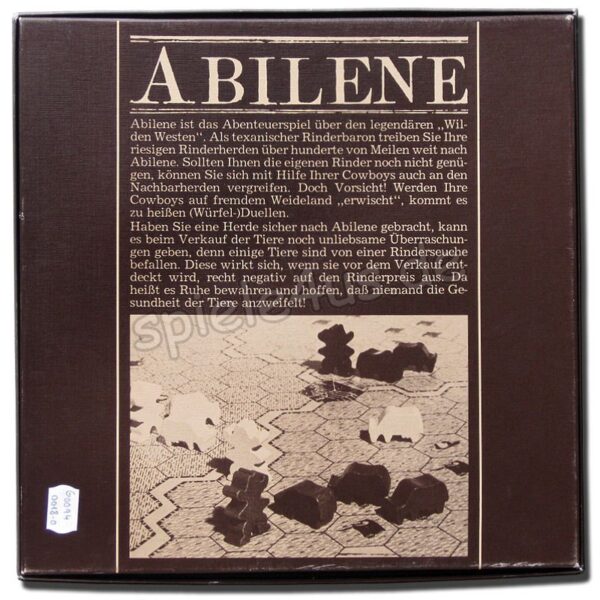 ABILENE
Abilene ist das Abenteuerspiel über den legendären „Wil-
den Westen“. Als texanischer Rinderbaron treiben Sie Ihre
riesigen Rinderherden über hunderte von Meilen weit nach
Abilene. Sollten Ihnen die eigenen Rinder noch nicht genü-
gen, können Sie sich mit Hilfe Ihrer Cowboys auch an den
Nachbarherden vergreifen. Doch Vorsicht! Werden Ihre
Cowboys auf fremdem Weideland „erwischt“, kommt es
zu heißen (Würfel-)Duellen.
Haben Sie eine Herde sicher nach Abilene gebracht, kann
es beim Verkauf der Tiere noch unliebsame Überraschun-
gen geben, denn einige Tiere sind von einer Rinderseuche
befallen. Diese wirkt sich, wenn sie vor dem Verkauf ent-
deckt wird, recht negativ auf den Rinderpreis aus. Da
heißt es Ruhe bewahren und hoffen, daß niemand die Ge-
sundheit der Tiere anzweifelt!
spiele4us.de